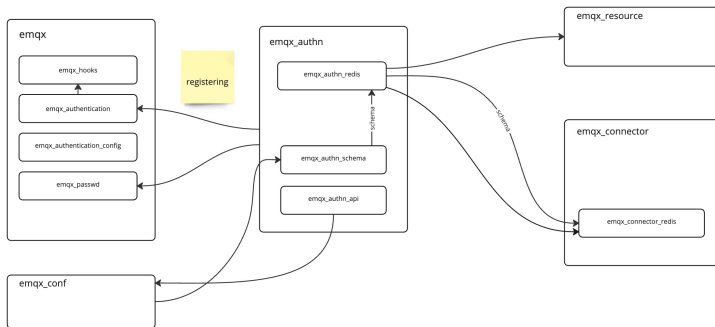 emqx
emqx_hooks
emqx_authentication
emqx_authentication_config
emqx_passwd
registering
emqx_authn
emqx_authn_redis
schema
emqx_authn_schema
emqx_authn_api
emqx_resource
schema
emqx_connector
emqx_connector_redis
emqx_conf